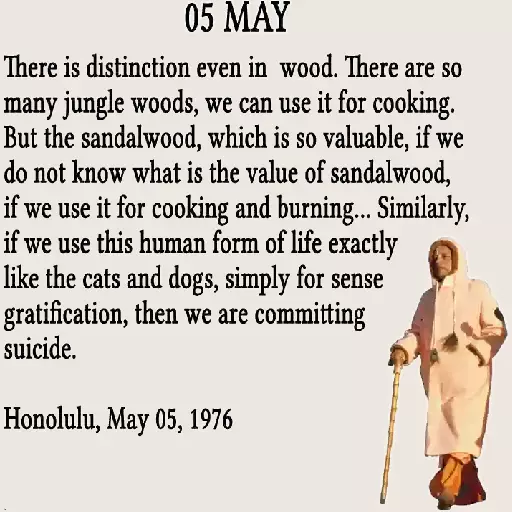 05 MAY
There is distinction even in wood. There are so
many jungle woods, we can use it for cooking.
But the sandalwood, which is so valuable, if we
do not know what is the value of sandalwood,
if we use it for cooking and burning... Similarly,
if we use this human form of life exactly
like the cats and dogs, simply for sense
gratification, then we are committing
suicide.
Honolulu, May 05, 1976